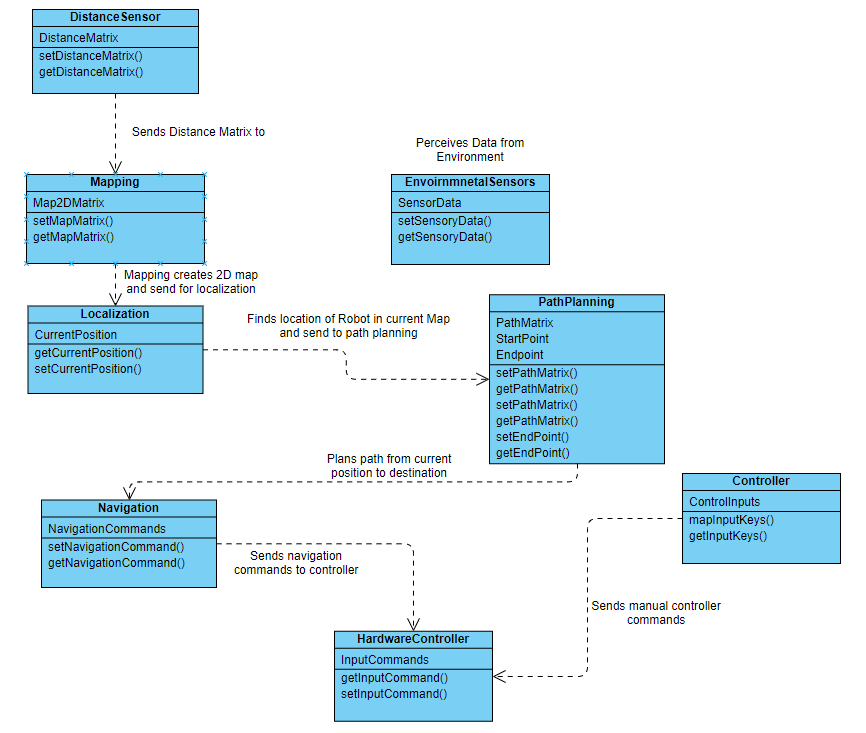 DistanceSensor
DistanceMatrix
setDistanceMatrix()
getDistanceMatrix()
Sends Distance Matrix to
Perceives Data from
Environment
Mapping
Map2DMatrix
setMapMatrix()
getMapMatrix()
EnvoirnmnetalSensors
SensorData
setSensoryData()
getSensoryData()
Mapping creates 2D map
and send for localization
Localization
CurrentPosition
getCurrentPosition()
setCurrentPosition()
Finds location of Robot in current Map
and send to path planning
PathPlanning
PathMatrix
StartPoint
Endpoint
setPathMatrix()
getPathMatrix()
setPathMatrix()
getPathMatrix()
setEndPoint()
getEndPoint()
Plans path from current
position to destination
Navigation
NavigationCommands
setNavigationCommand()
getNavigationCommand()
Controller
ControlInputs
mapInputKeys()
getInputKeys()
Sends navigation
commands to controller
Sends manual controller
commands
HardwareController
InputCommands
getInputCommand()
setInputCommand()